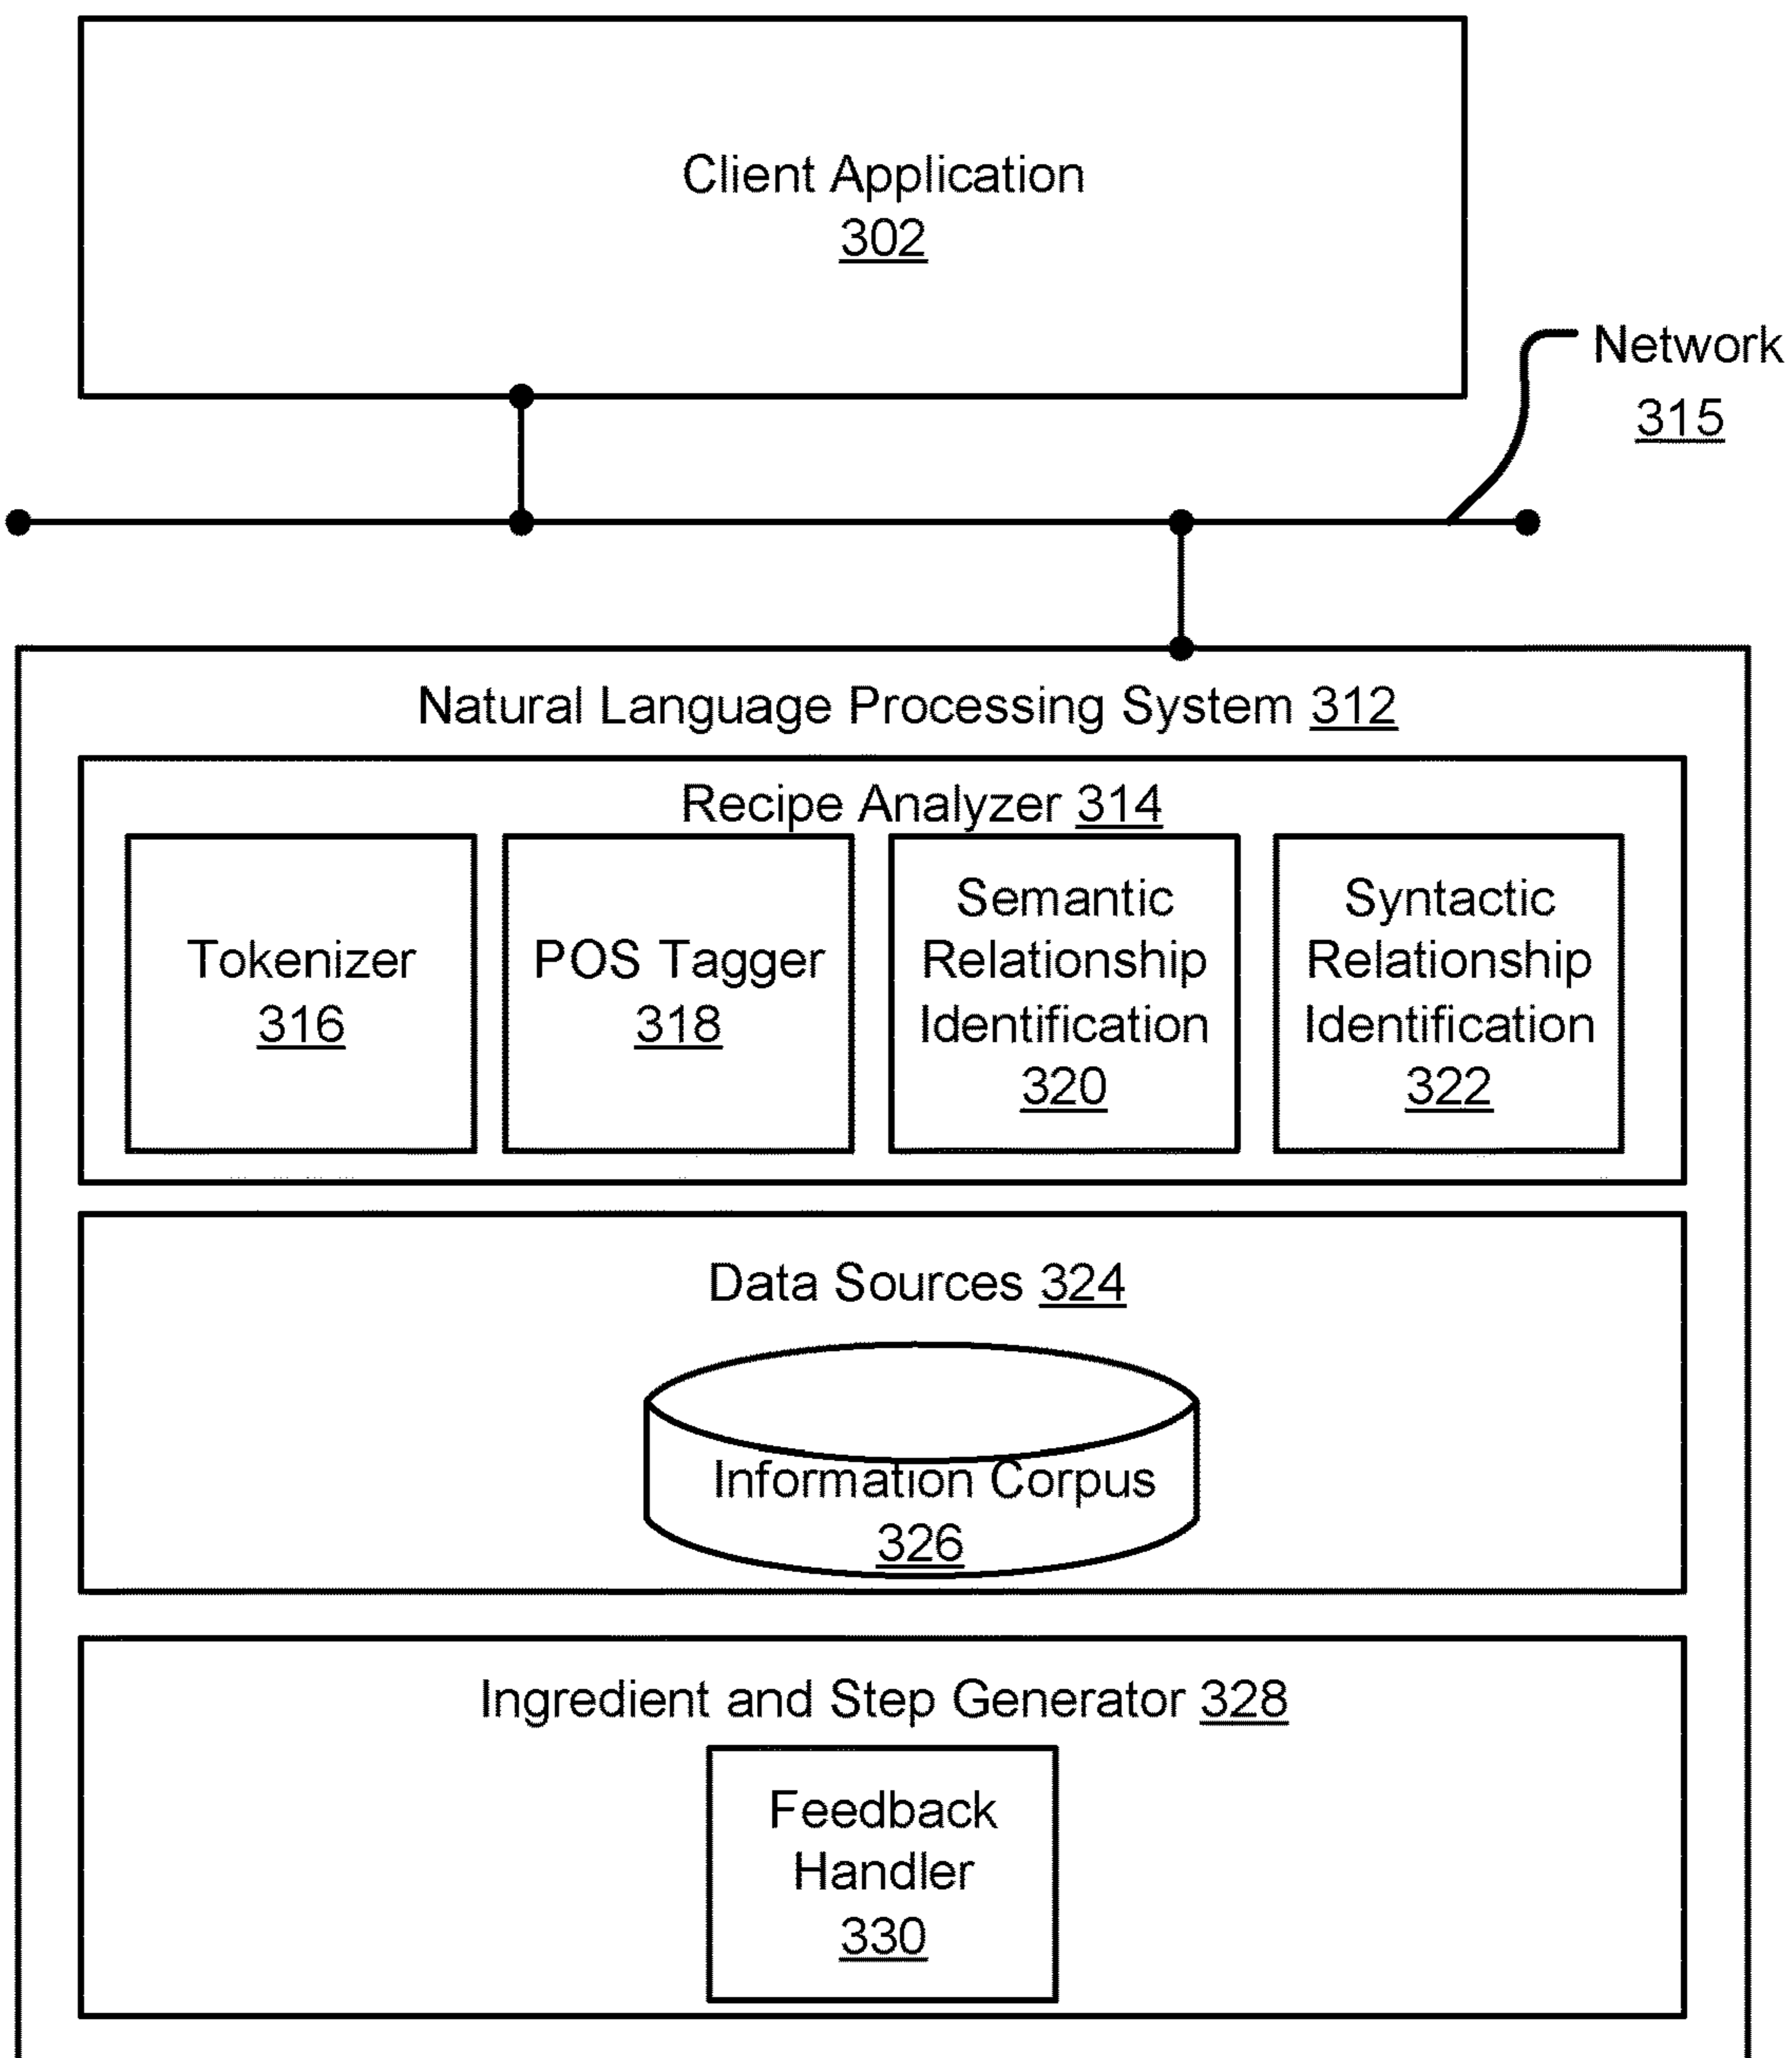 Client Application
302
Network
315
Natural Language Processing System 312
Recipe Analyzer 314
Tokenizer
316
POS Tagger
318
Semantic
Relationship
Identification
320
Syntactic
Relationship
Identification
322
Data Sources 324
Information Corpus
326
Ingredient and Step Generator 328
Feedback
Handler
330